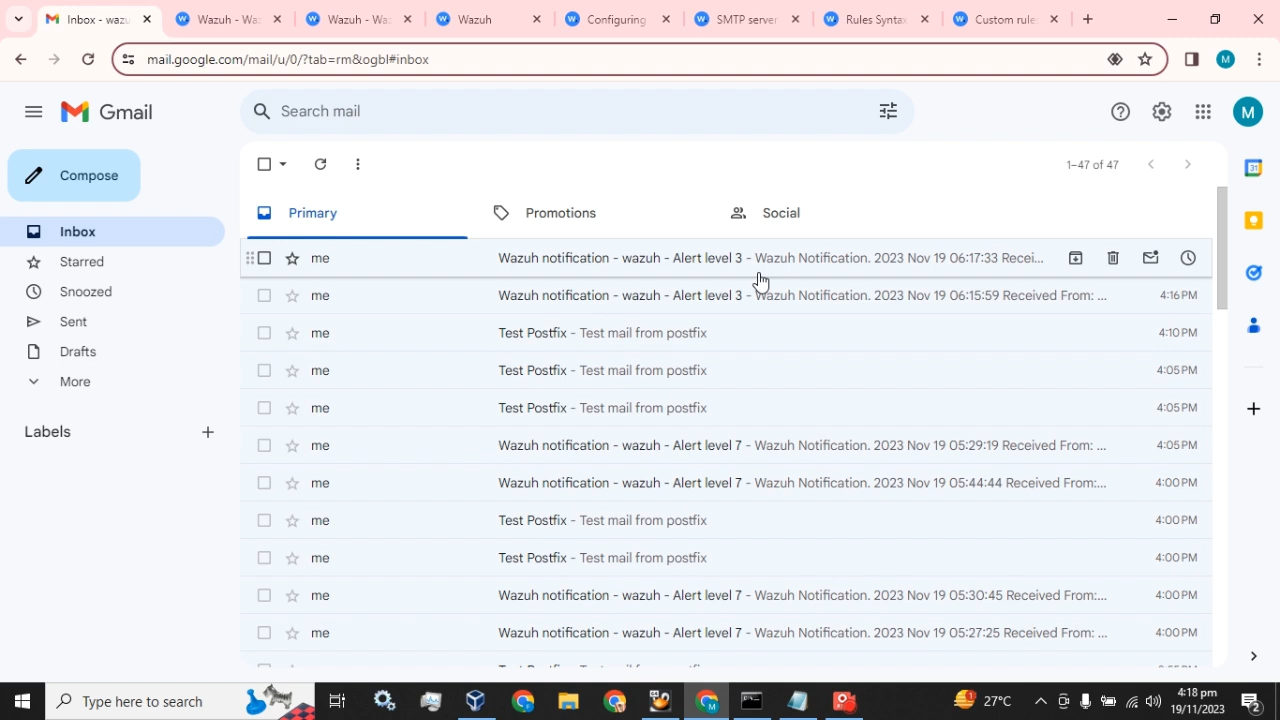 Inbox - wazu
Wazuh - Waz
Wazuh - Waz
Wazuh
Configuring
SMTP server
Rules Syntax
Custom rule
mail.google.com/mail/u/0/?tab=rm&ogbl#inbox
M
Gmail
Search mail
M
Compose
1–47 of 47
31
Inbox
Primary
Promotions
Social
Starred
me Wazuh notification - wazuh - Alert level 3 - Wazuh Notification. 2023 Nov 19 06:17:33 Recei...
Snoozed
me Wazuh notification - wazuh - Alert level 3 - Wazuh Notification. 2023 Nov 19 06:15:59 Received From: ... 4:16 PM
Sent
me Test Postfix - Test mail from postfix 4:10 PM
Drafts
me Test Postfix - Test mail from postfix 4:05 PM
More
me Test Postfix - Test mail from postfix 4:05 PM
Labels
me Wazuh notification - wazuh - Alert level 7 - Wazuh Notification. 2023 Nov 19 05:29:19 Received From: ... 4:05 PM
me Wazuh notification - wazuh - Alert level 7 - Wazuh Notification. 2023 Nov 19 05:44:44 Received From:... 4:00 PM
me Test Postfix - Test mail from postfix 4:00 PM
me Test Postfix - Test mail from postfix 4:00 PM
me Wazuh notification - wazuh - Alert level 7 - Wazuh Notification. 2023 Nov 19 05:30:45 Received From:... 4:00 PM
me Wazuh notification - wazuh - Alert level 7 - Wazuh Notification. 2023 Nov 19 05:27:25 Received From: ... 4:00 PM
Type here to search
27°C
4:18 pm
19/11/2023
2